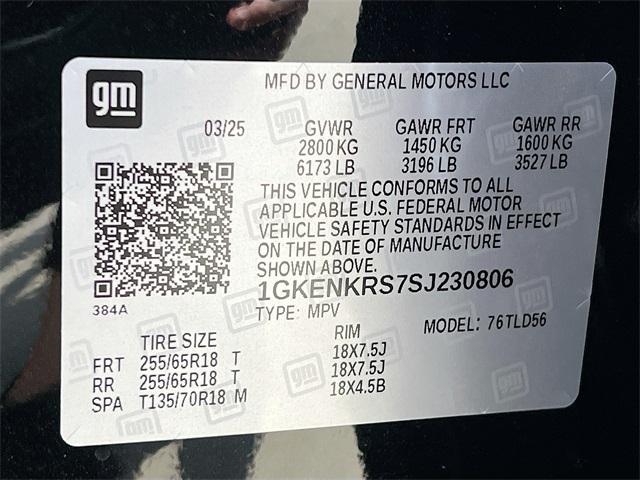 gm
MFD BY GENERAL MOTORS LLC
03/25 GVWR GAWR FRT GAWR RR
2800 KG 1450 KG 1600 KG
6173 LB 3196 LB 3527 LB
THIS VEHICLE CONFORMS TO ALL
APPLICABLE U.S. FEDERAL MOTOR
VEHICLE SAFETY STANDARDS IN EFFECT
ON THE DATE OF MANUFACTURE
SHOWN ABOVE.
384A
1GKENKRS7SJ230806
TYPE: MPV MODEL: 76TLD56
TIRE SIZE RIM
FRT 255/65R18 T 18X7.5J
RR 255/65R18 T 18X7.5J
SPA T135/70R18 M 18X4.5B